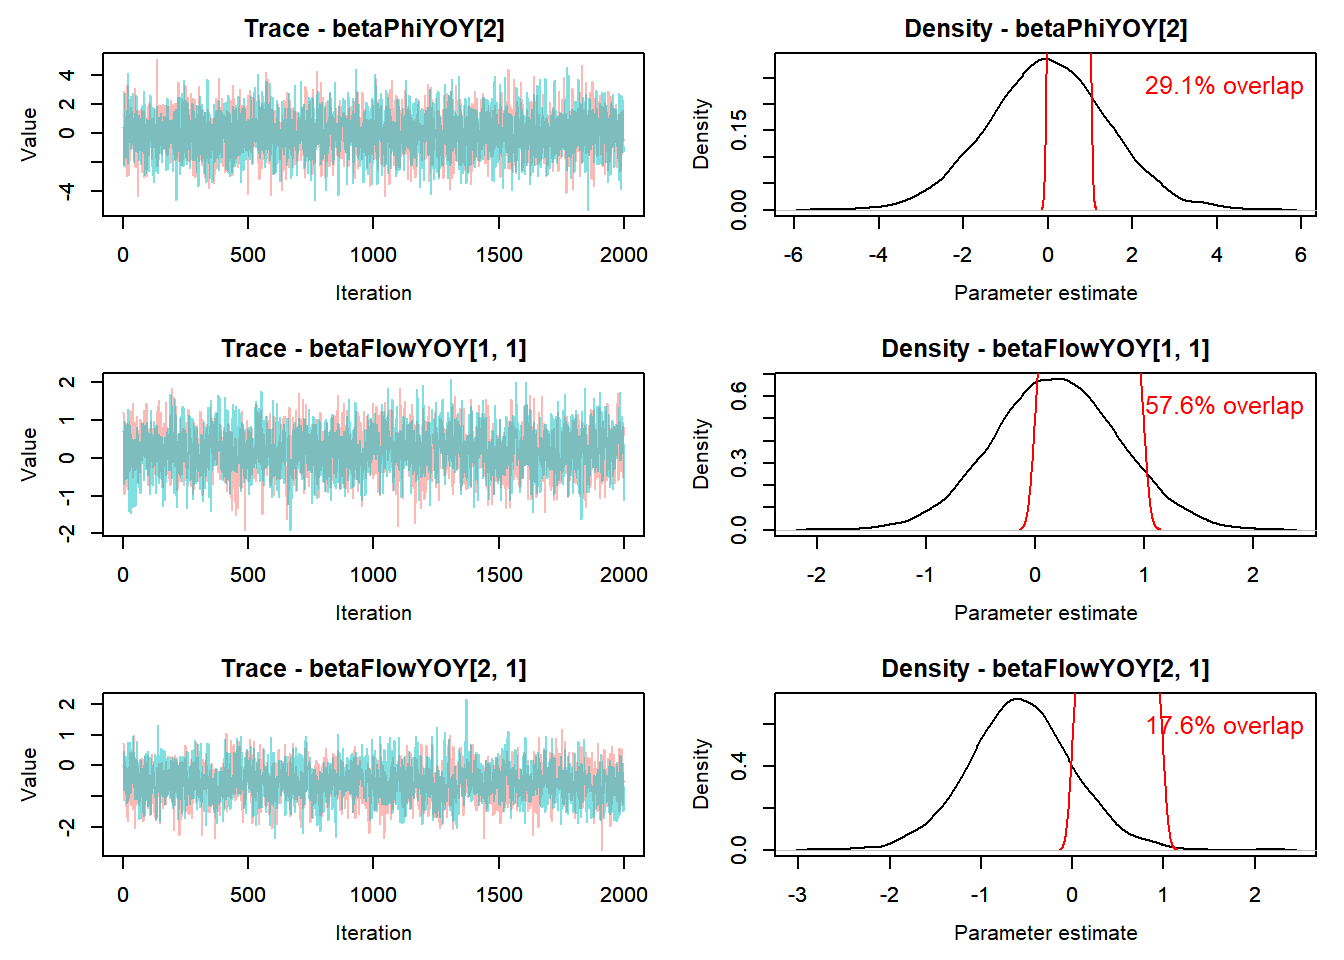 Trace - betaPhiYOY[2]
Value
4
2
0
-4
0 500 1000 1500 2000
Iteration
Density - betaPhiYOY[2]
29.1% overlap
Density
0.15
0.00
-6 -4 -2 0 2 4 6
Parameter estimate
Trace - betaFlowYOY[1, 1]
Value
2
1
0
-1
-2
0 500 1000 1500 2000
Iteration
Density - betaFlowYOY[1, 1]
57.6% overlap
Density
0.6
0.3
0.0
-2 -1 0 1 2
Parameter estimate
Trace - betaFlowYOY[2, 1]
Value
2
1
0
-2
0 500 1000 1500 2000
Iteration
Density - betaFlowYOY[2, 1]
17.6% overlap
Density
0.4
0.0
-3 -2 -1 0 1 2
Parameter estimate